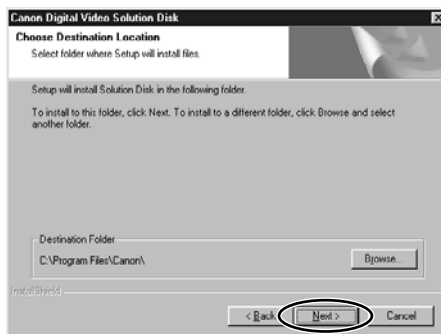 Canon Digital Video Solution Disk
Choose Destination Location
Select folder where Setup will install files.
Setup will install Solution Disk in the following folder.
To install to this folder, click Next. To install to a different folder, click Browse and select
another folder.
Destination Folder
C:\Program Files\Canon\
Browse...
InstallShield
< Back
Next >
Cancel